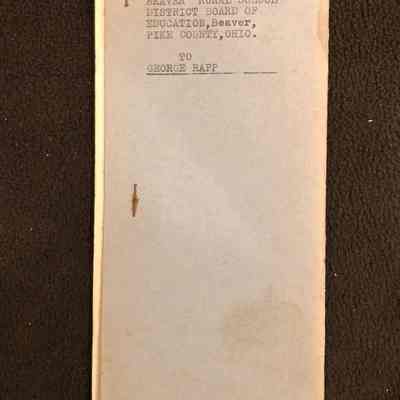 BEAVER RURAL SCHOOL
DISTRICT BOARD OF
EDUCATION,Beaver,
PIKE COUNTY,OHIO.
TO
GEORGE RAPP